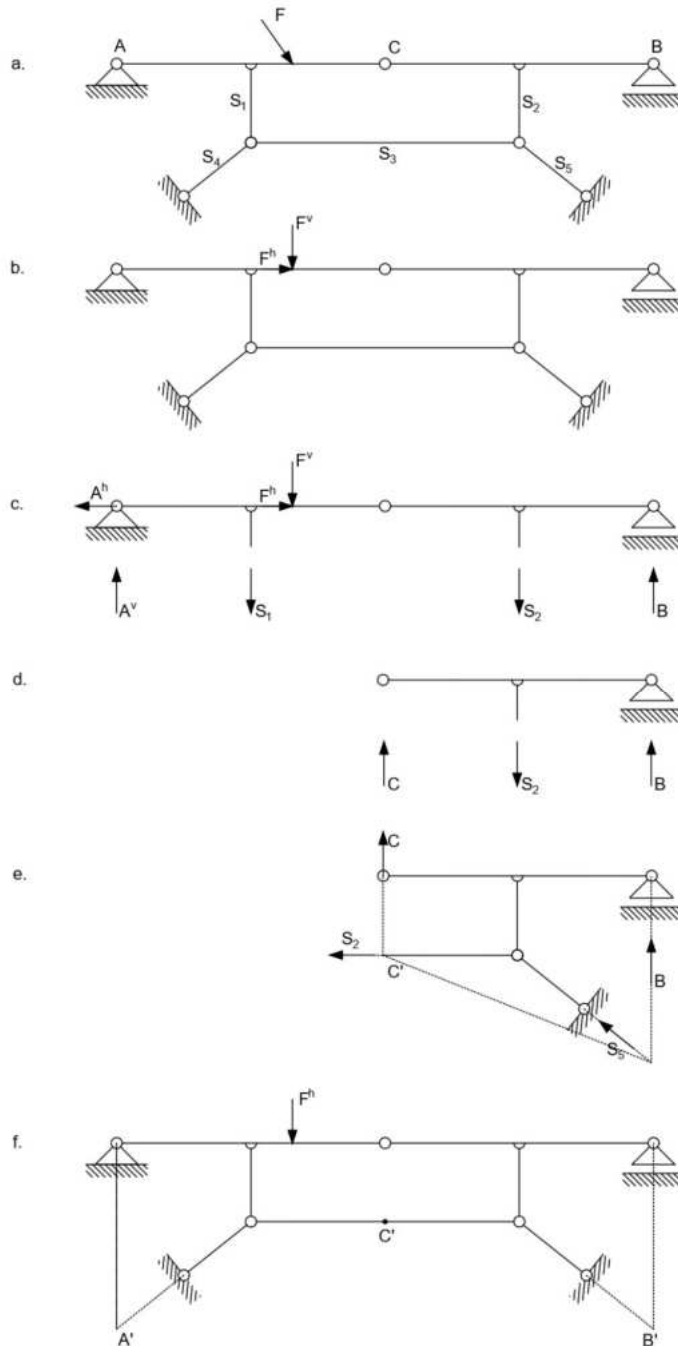 F
a. A C B
S1 S2
S4 S3 S5
b. Fv
Fh
c. Ah Fh Fv
Av S1 S2 B
d.
C S2 B
e. C
S2 C' B
S5
f. Fh
C'
A' B'